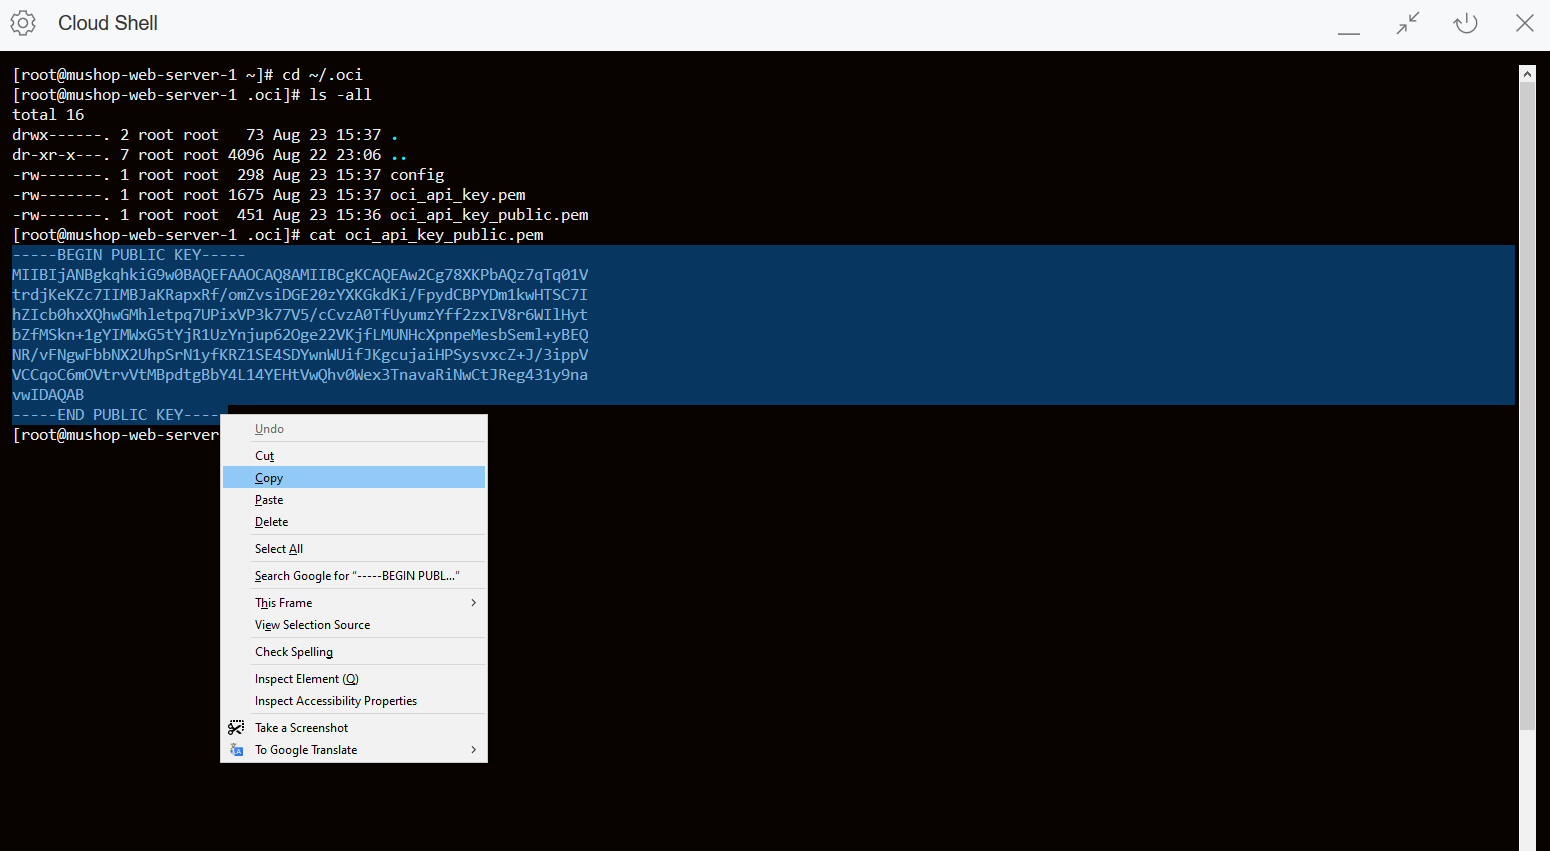 Cloud Shell
[root@mushop-web-server-1 ~]# cd ~/.oci
[root@mushop-web-server-1 .oci]# ls -all
total 16
drwx------. 2 root root   73 Aug 23 15:37 .
dr-xr-x---. 7 root root 4096 Aug 22 23:06 ..
-rw-------. 1 root root  298 Aug 23 15:37 config
-rw-------. 1 root root 1675 Aug 23 15:37 oci_api_key.pem
-rw-------. 1 root root  451 Aug 23 15:36 oci_api_key_public.pem
[root@mushop-web-server-1 .oci]# cat oci_api_key_public.pem
-----BEGIN PUBLIC KEY-----
MIIBIjANBgkqhkiG9w0BAQEFAAOCAQ8AMIIBCgKCAQEAw2Cg78XKPbAQz7qTq01V
trdjKeKZc7IIMBJaKRapxRf/omZvsiDGE20zYXKGkdKi/FpydCBPYDm1kwHTSC7I
hZIcb0hxXQhwGMhletpq7UPixVP3k77V5/cCvzA0TfUyumzYff2zxIV8r6WIlHyt
bZfMSkn+1gYIMWxG5tYjR1UzYnjup62Oge22VKjfLMUNHcXpnpeMesbSeml+yBEQ
NR/vFNgwFbbNX2UhpSrN1yfKRZ1SE4SDYwnWUifJKgcujaiHPSysvxcZ+J/3ippV
VCCqoC6mOVtrvVtMBpdtgBbY4L14YEHtVwQhv0Wex3TnavaRiNwCtJReg431y9na
vwIDAQAB
-----END PUBLIC KEY----
[root@mushop-web-server
Undo
Cut
Copy
Paste
Delete
Select All
Search Google for “-----BEGIN PUBL...”
This Frame
View Selection Source
Check Spelling
Inspect Element (Q)
Inspect Accessibility Properties
Take a Screenshot
To Google Translate